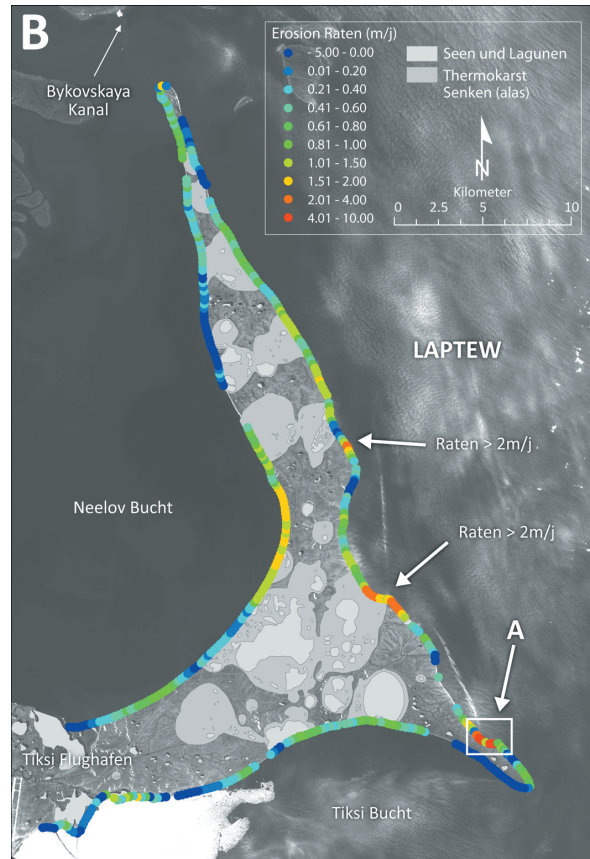 B
Bykovskaya
Kanal
Erosion Raten (m/j)
- 5.00 - 0.00
0.01 - 0.20
0.21 - 0.40
0.41 - 0.60
0.61 - 0.80
0.81 - 1.00
1.01 - 1.50
1.51 - 2.00
2.01 - 4.00
4.01 - 10.00
Seen und Lagunen
Thermokarst
Senken (alas)
N
Kilometer
0 2.5 5 10
LAPTEW
Raten > 2m/j
Neelov Bucht
Raten > 2m/j
A
Tiksi Flughafen
Tiksi Bucht